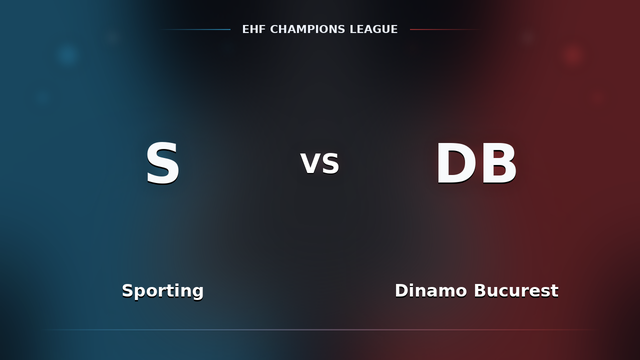 EHF CHAMPIONS LEAGUE
S
VS
DB
Sporting
Dinamo Bucurest